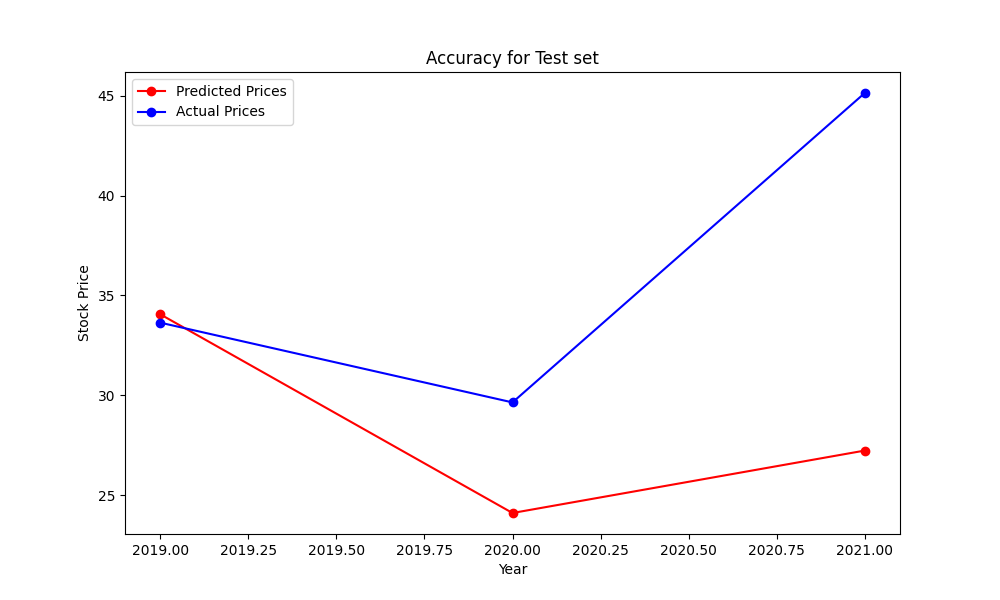 Accuracy for Test set
Predicted Prices
Actual Prices
45
40
35
30
25
Stock Price
2019.00 2019.25 2019.50 2019.75 2020.00 2020.25 2020.50 2020.75 2021.00
Year